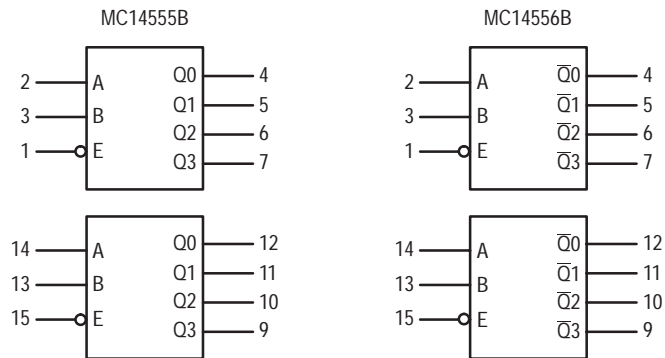 MC14555B
2 A Q0 4
3 B Q1 5
Q2 6
1 E Q3 7
14 A Q0 12
13 B Q1 11
Q2 10
15 E Q3 9
MC14556B
2 A Q̅0 4
3 B Q̅1 5
Q̅2 6
1 E Q̅3 7
14 A Q̅0 12
13 B Q̅1 11
Q̅2 10
15 E Q̅3 9